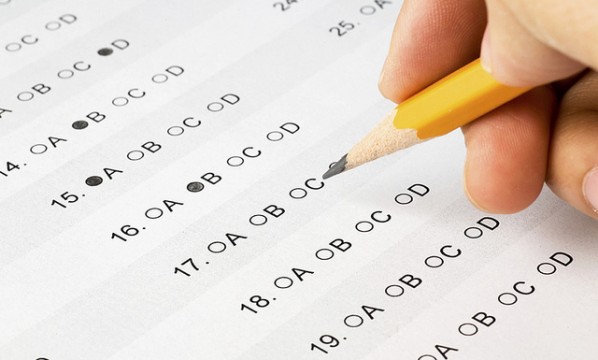 C D
A B C D
14. A B C D
15. A B C D
16. A B C D
17. A B C
18. A B C D
19. A B C D
A B C D
24.
25. A